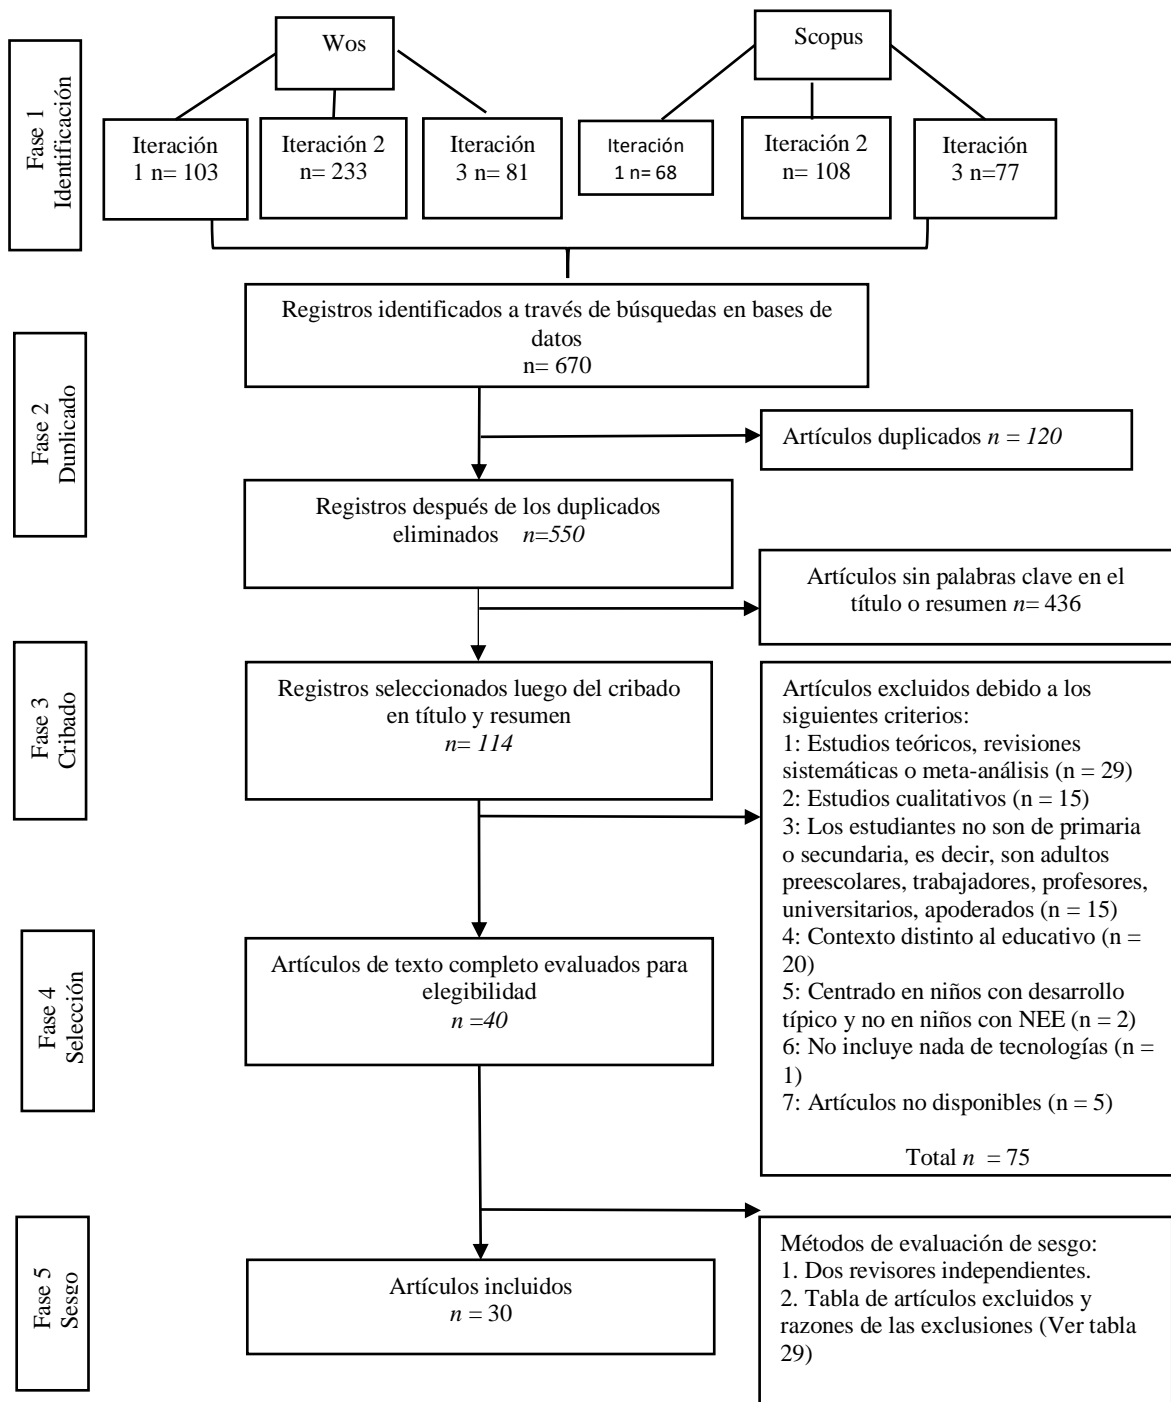 Wos
Scopus
Fase 1
Identificación
Iteración
1 n= 103
Iteración 2
n= 233
Iteración
3 n= 81
Iteración
1 n= 68
Iteración 2
n= 108
Iteración
3 n=77
Registros identificados a través de búsquedas en bases de
datos
n= 670
Fase 2
Duplicado
Artículos duplicados n = 120
Registros después de los duplicados
eliminados n=550
Artículos sin palabras clave en el
título o resumen n= 436
Fase 3
Cribado
Registros seleccionados luego del cribado
en título y resumen
n= 114
Artículos excluidos debido a los
siguientes criterios:
1: Estudios teóricos, revisiones
sistemáticas o meta-análisis (n = 29)
2: Estudios cualitativos (n = 15)
3: Los estudiantes no son de primaria
o secundaria, es decir, son adultos
preescolares, trabajadores, profesores,
universitarios, apoderados (n = 15)
4: Contexto distinto al educativo (n =
20)
5: Centrado en niños con desarrollo
típico y no en niños con NEE (n = 2)
6: No incluye nada de tecnologías (n =
1)
7: Artículos no disponibles (n = 5)
Total n = 75
Fase 4
Selección
Artículos de texto completo evaluados para
elegibilidad
n =40
Fase 5
Sesgo
Artículos incluidos
n = 30
Métodos de evaluación de sesgo:
1. Dos revisores independientes.
2. Tabla de artículos excluidos y
razones de las exclusiones (Ver tabla
29)